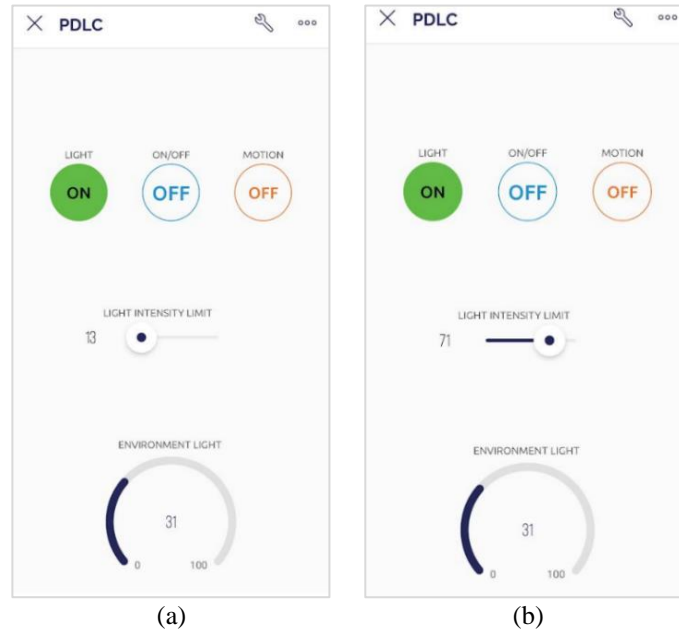 PDLC
LIGHT ON/OFF MOTION
ON OFF OFF
LIGHT INTENSITY LIMIT
13
ENVIRONMENT LIGHT
31
0 100
(a)
PDLC
LIGHT ON/OFF MOTION
ON OFF OFF
LIGHT INTENSITY LIMIT
71
ENVIRONMENT LIGHT
31
0 100
(b)